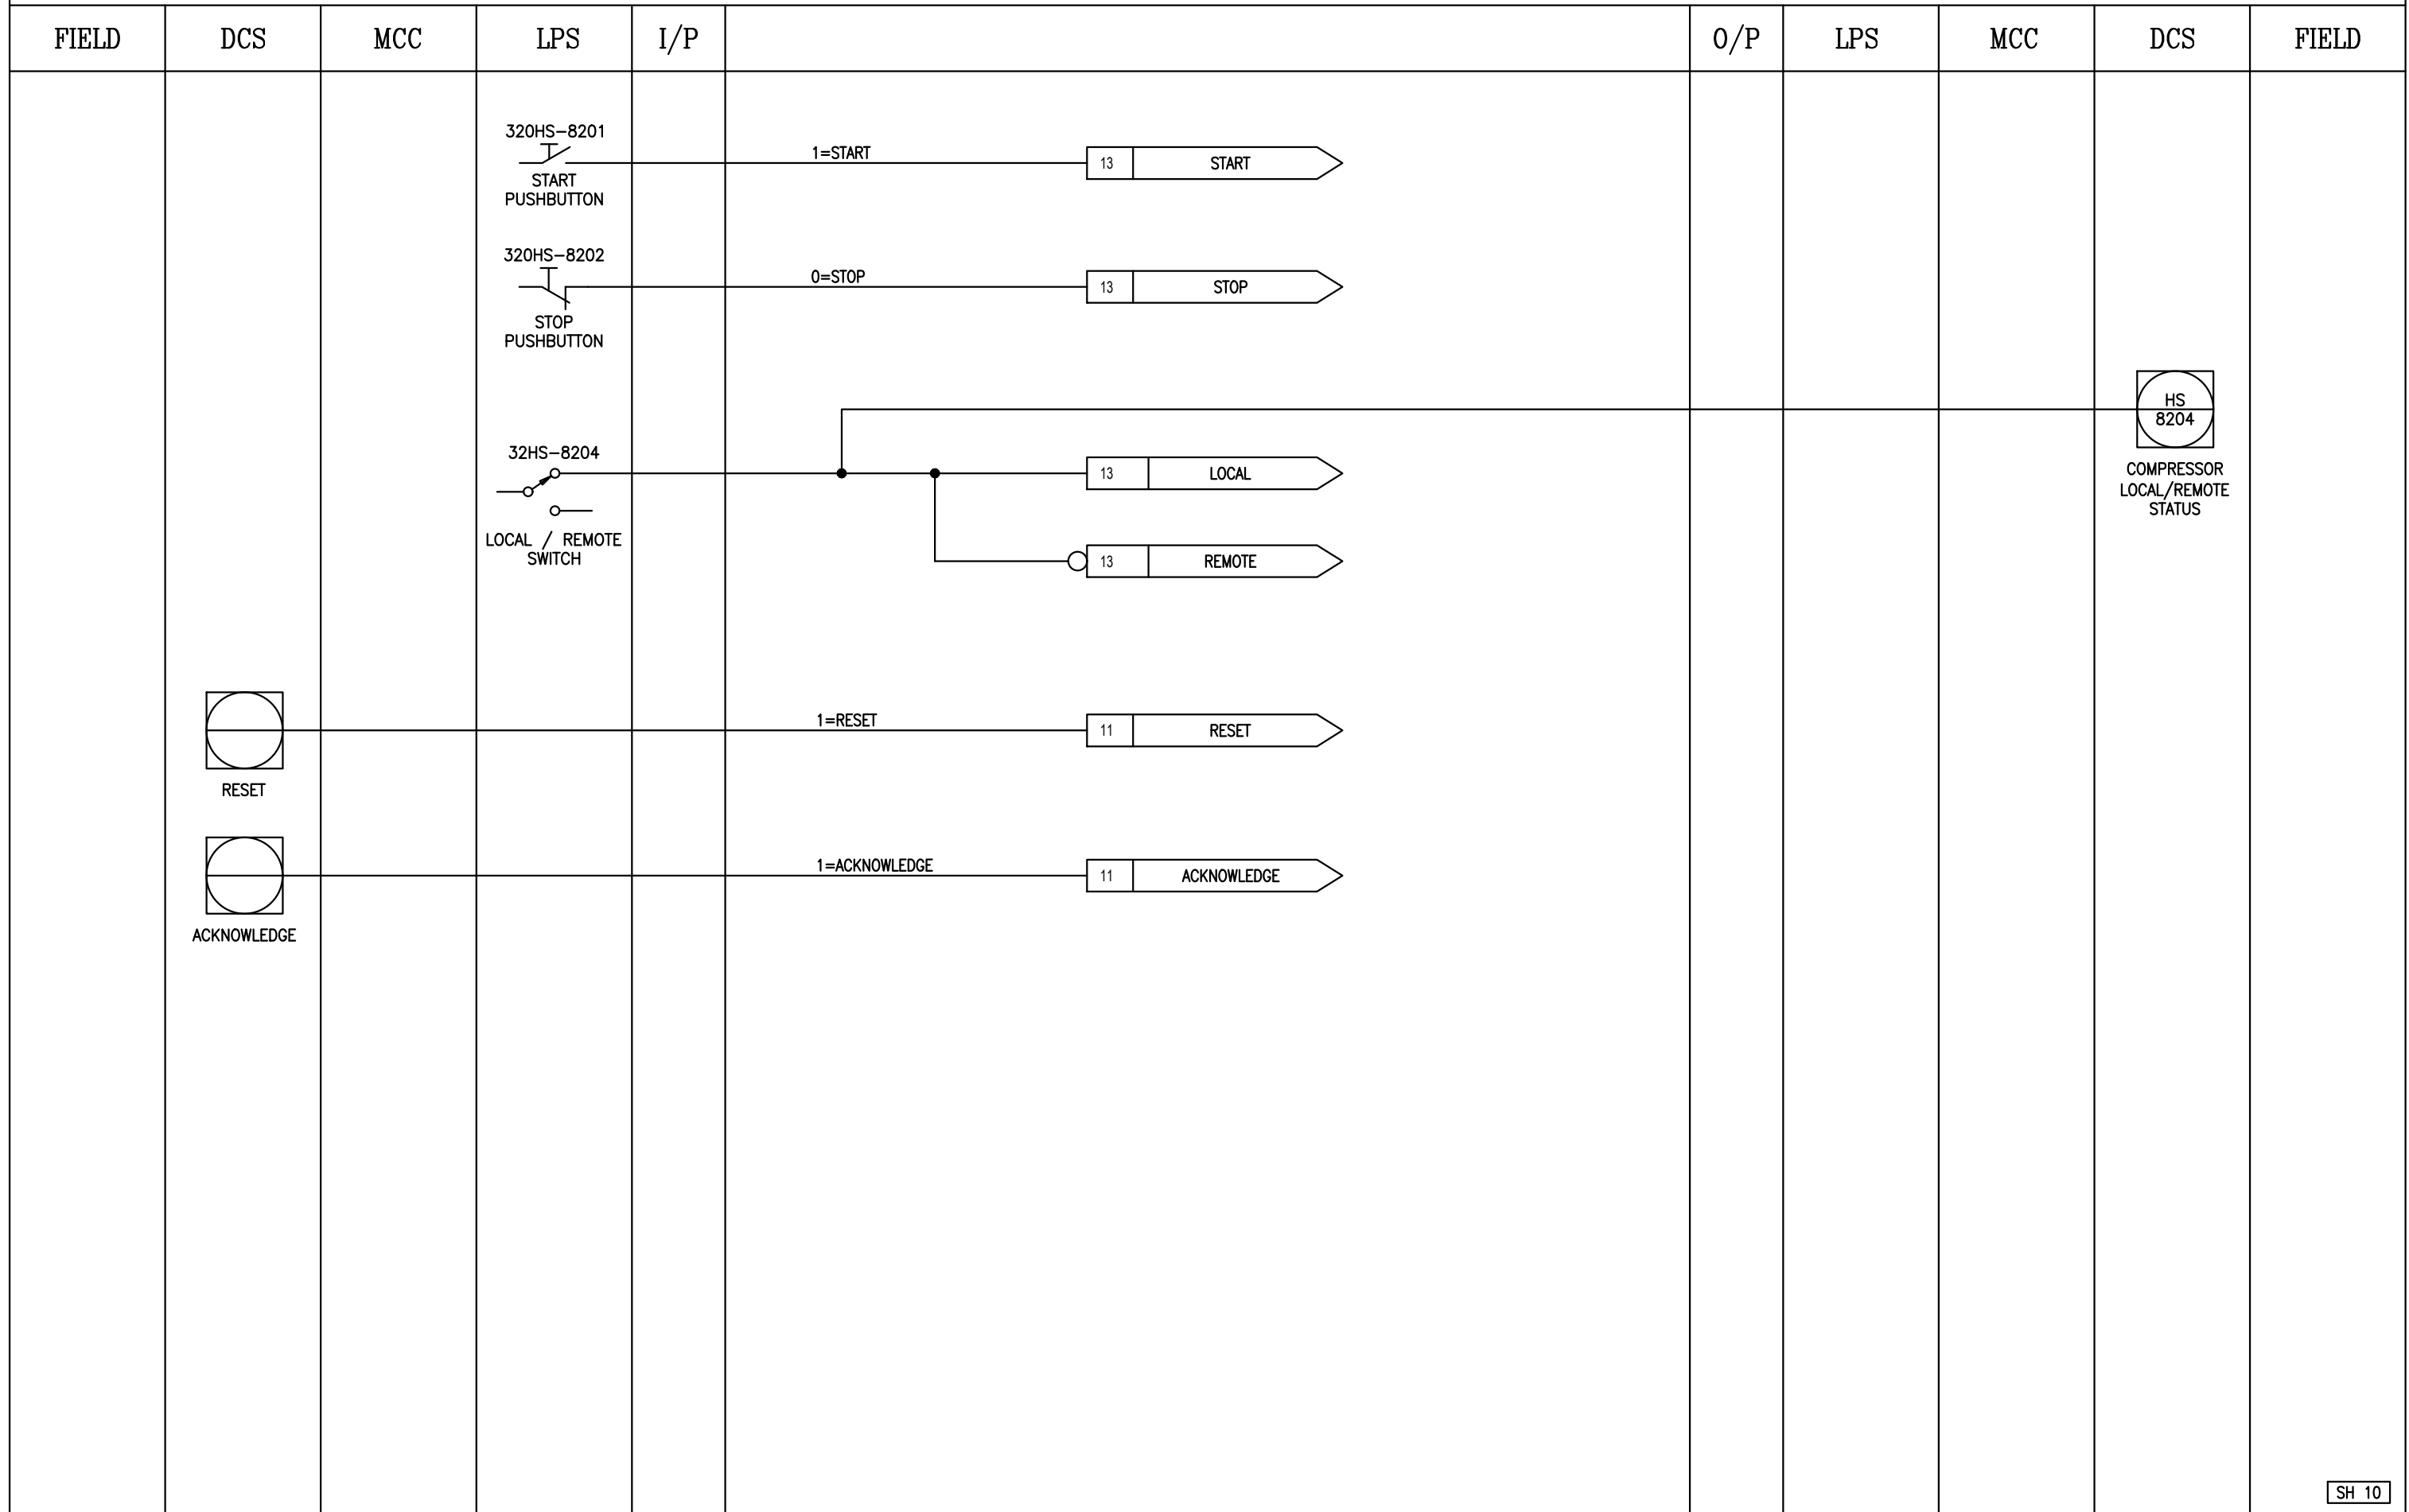 FIELD DCS MCC LPS I/P O/P LPS MCC DCS FIELD
320HS-8201
START
PUSHBUTTON
1=START
13 START
320HS-8202
STOP
PUSHBUTTON
0=STOP
13 STOP
HS
8204
COMPRESSOR
LOCAL/REMOTE
STATUS
32HS-8204
LOCAL / REMOTE
SWITCH
13 LOCAL
13 REMOTE
RESET
1=RESET
11 RESET
ACKNOWLEDGE
1=ACKNOWLEDGE
11 ACKNOWLEDGE
SH 10